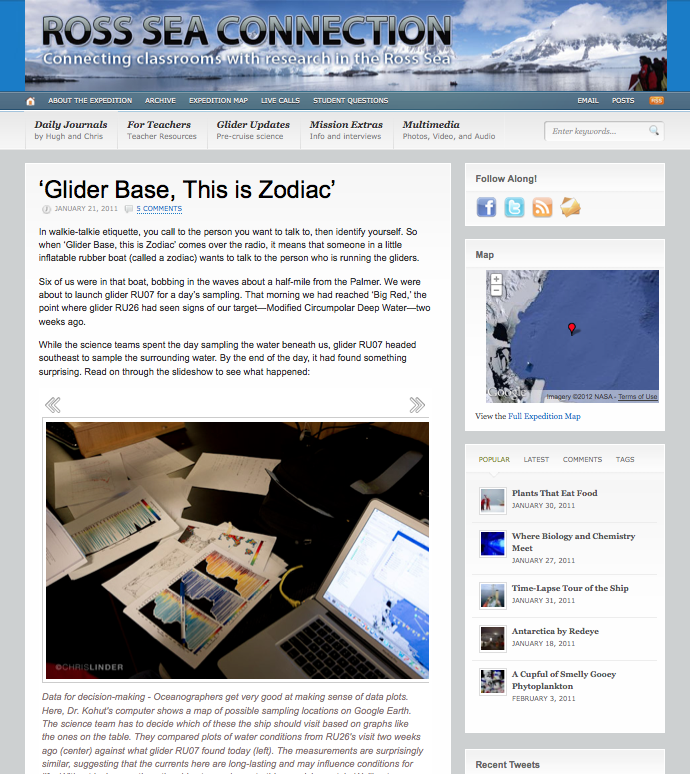 ROSS SEA CONNECTION
Connecting classrooms with research in the Ross Sea
ABOUT THE EXPEDITION ARCHIVE EXPEDITION MAP LIVE CALLS STUDENT QUESTIONS EMAIL POSTS RSS
Daily Journals For Teachers Glider Updates Mission Extras Multimedia
by Hugh and Chris Teacher Resources Pre-cruise science Info and interviews Photos, Video, and Audio
Enter keywords...
‘Glider Base, This is Zodiac’
JANUARY 21, 2011 5 COMMENTS
In walkie-talkie etiquette, you call to the person you want to talk to, then identify yourself. So
when ‘Glider Base, this is Zodiac’ comes over the radio, it means that someone in a little
inflatable rubber boat (called a zodiac) wants to talk to the person who is running the gliders.
Six of us were in that boat, bobbing in the waves about a half-mile from the Palmer. We were
about to launch glider RU07 for a day’s sampling. That morning we had reached ‘Big Red,’ the
point where glider RU26 had seen signs of our target—Modified Circumpolar Deep Water—two
weeks ago.
While the science teams spent the day sampling the water beneath us, glider RU07 headed
southeast to sample the surrounding water. By the end of the day, it had found something
surprising. Read on through the slideshow to see what happened:
©CHRISLINDER
Data for decision-making - Oceanographers get very good at making sense of data plots.
Here, Dr. Kohut's computer shows a map of possible sampling locations on Google Earth.
The science team has to decide which of these the ship should visit based on graphs like
the ones on the table. They compared plots of water conditions from RU26's visit two weeks
ago (center) against what glider RU07 found today (left). The measurements are surprisingly
similar, suggesting that the currents here are long-lasting and may influence conditions for
Follow Along!
Map
+
-
Google
Imagery ©2012 NASA - Terms of Use
View the Full Expedition Map
POPULAR LATEST COMMENTS TAGS
Plants That Eat Food
JANUARY 30, 2011
Where Biology and Chemistry
Meet
JANUARY 27, 2011
Time-Lapse Tour of the Ship
JANUARY 31, 2011
Antarctica by Redeye
JANUARY 18, 2011
A Cupful of Smelly Gooey
Phytoplankton
FEBRUARY 3, 2011
Recent Tweets